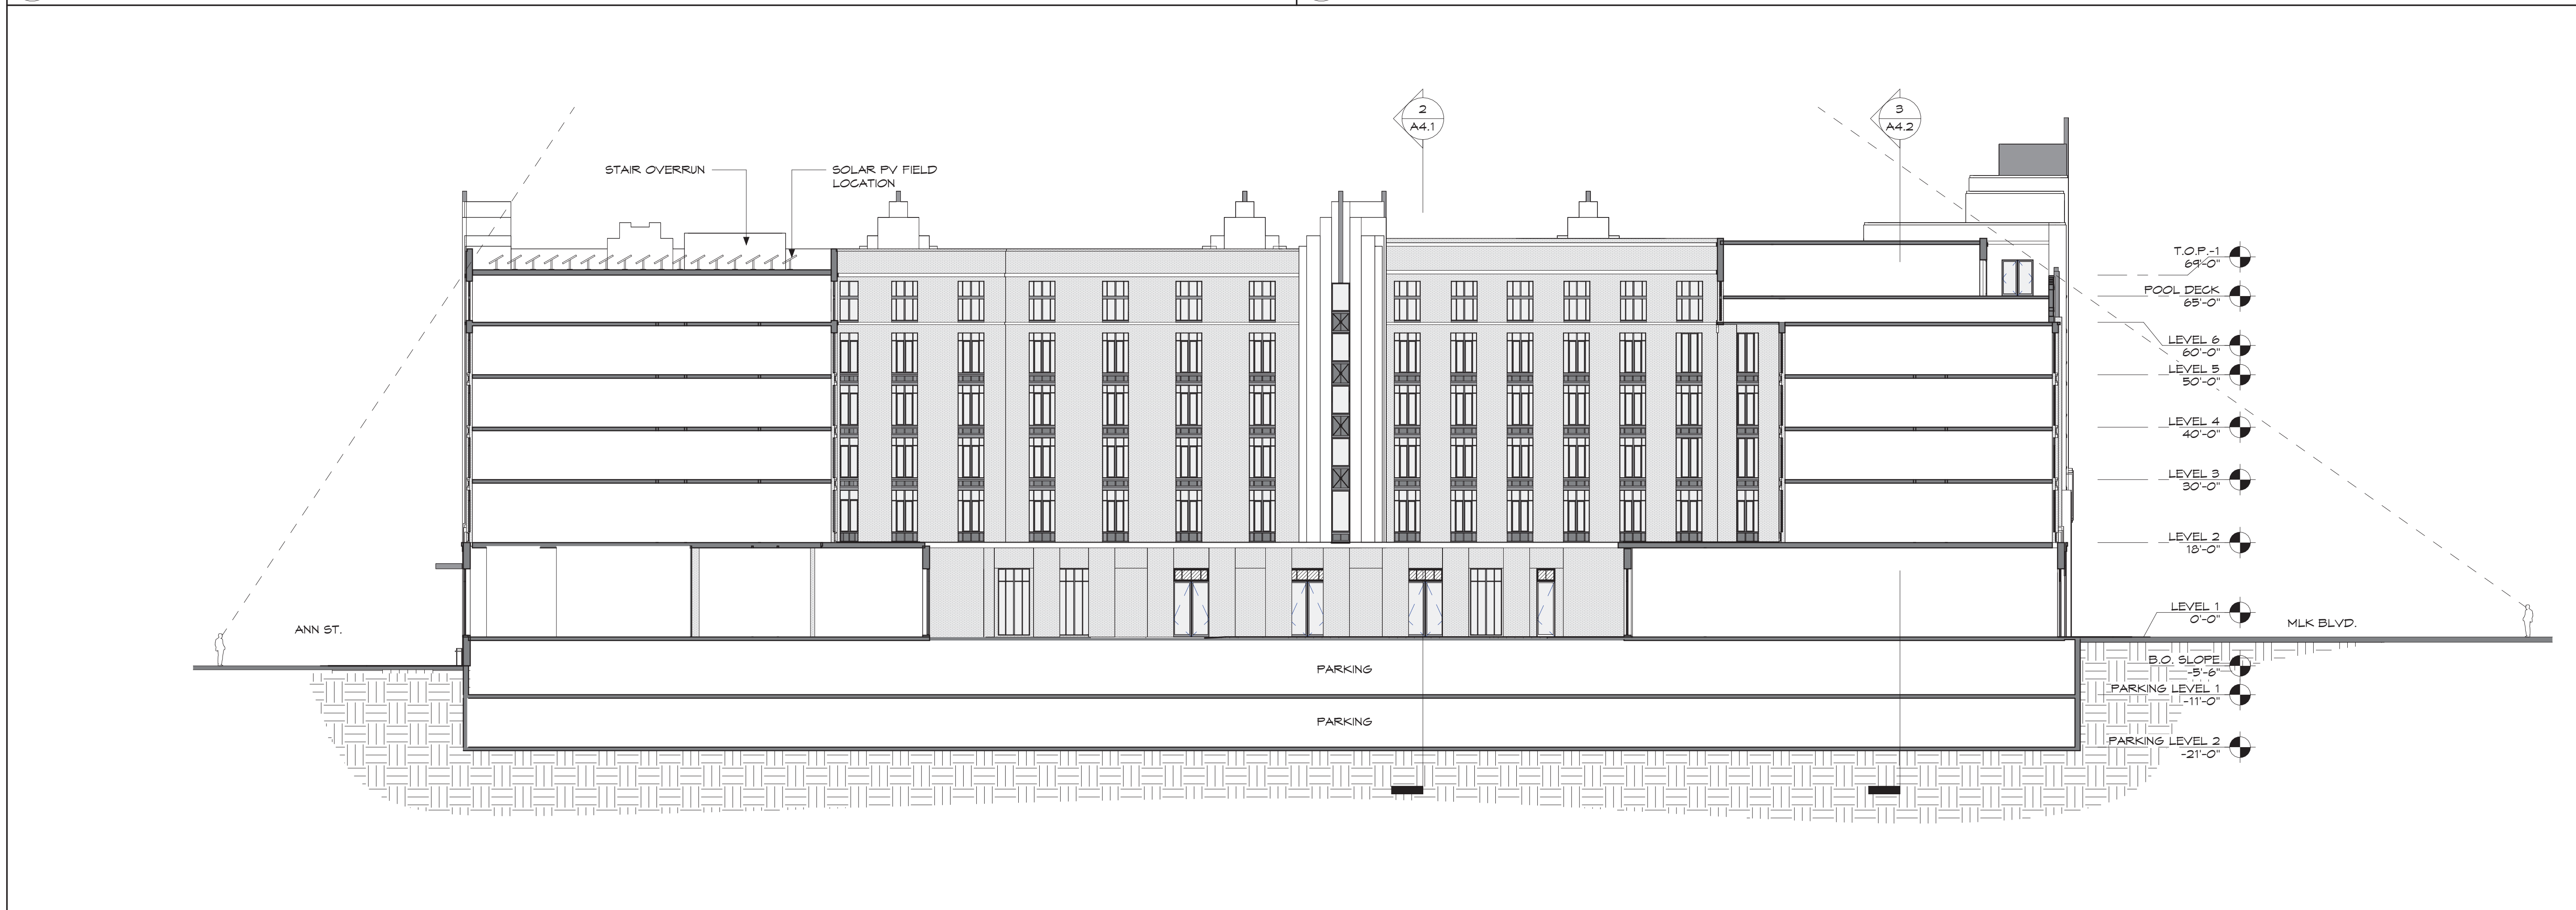 2
A4.1
3
A4.2
STAIR OVERRUN
SOLAR PV FIELD
LOCATION
T.O.P.-1
69'-0"
POOL DECK
65'-0"
LEVEL 6
60'-0"
LEVEL 5
50'-0"
LEVEL 4
40'-0"
LEVEL 3
30'-0"
LEVEL 2
18'-0"
LEVEL 1
0'-0"
ANN ST.
MLK BLVD.
B.O. SLOPE
-5'-6"
PARKING
PARKING LEVEL 1
-11'-0"
PARKING
PARKING LEVEL 2
-21'-0"